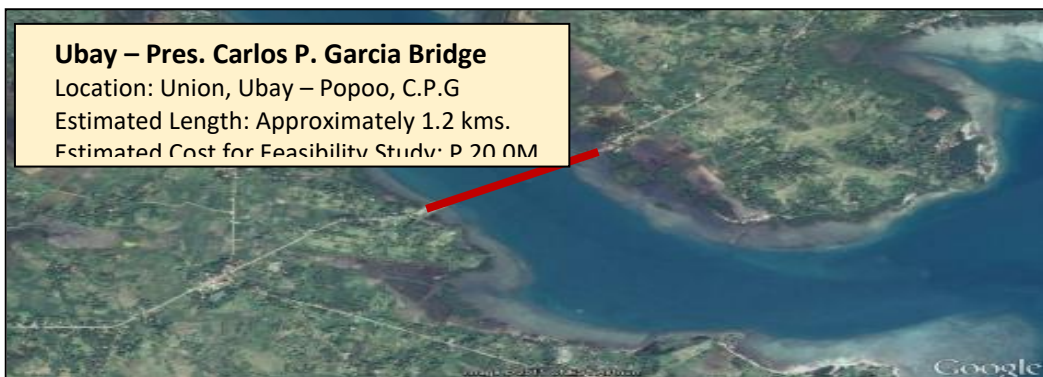 Ubay – Pres. Carlos P. Garcia Bridge
Location: Union, Ubay – Popoo, C.P.G
Estimated Length: Approximately 1.2 kms.
Estimated Cost for Feasibility Study: P 20.0M
Google